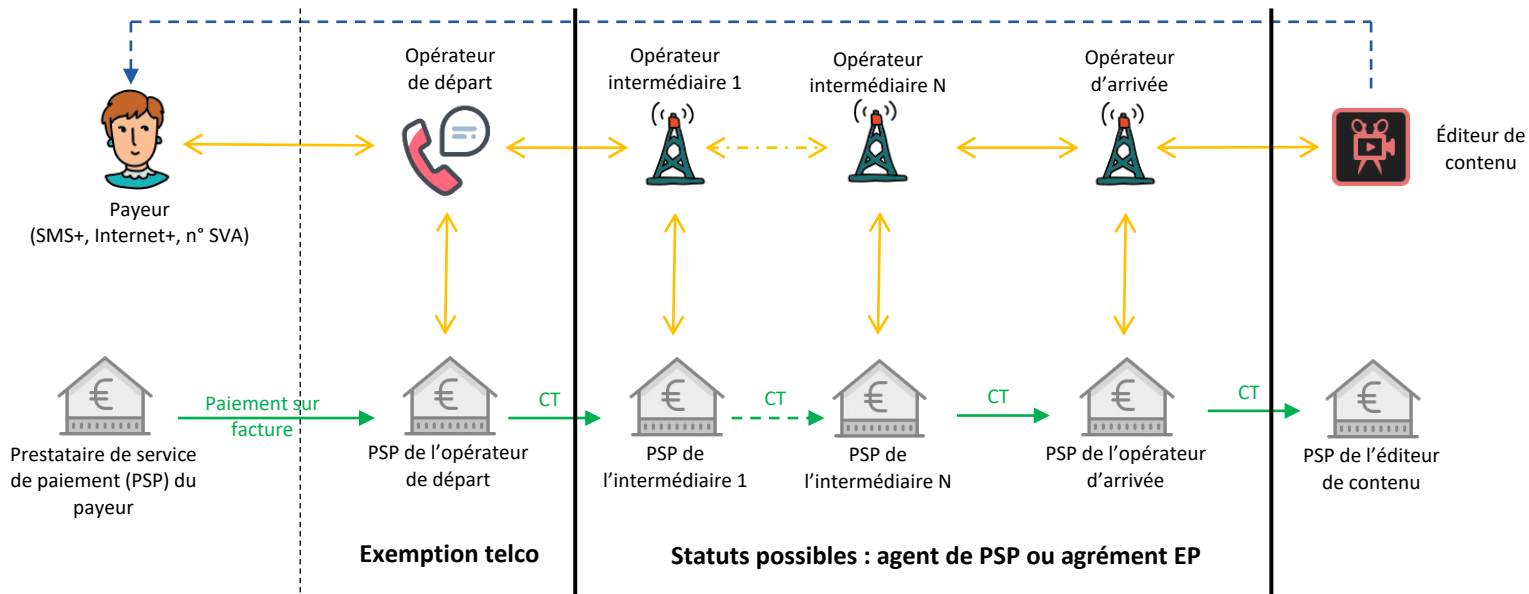 Opérateur
de départ
Opérateur
intermédiaire 1
Opérateur
intermédiaire N
Opérateur
d’arrivée
Éditeur de
contenu
Payeur
(SMS+, Internet+, n° SVA)
€
Paiement sur
facture
€
CT
€
CT
€
CT
€
CT
€
Prestataire de service
de paiement (PSP) du
payeur
PSP de l’opérateur
de départ
PSP de
l’intermédiaire 1
PSP de
l’intermédiaire N
PSP de l’opérateur
d’arrivée
PSP de l’éditeur
de contenu
Exemption telco
Statuts possibles : agent de PSP ou agrément EP